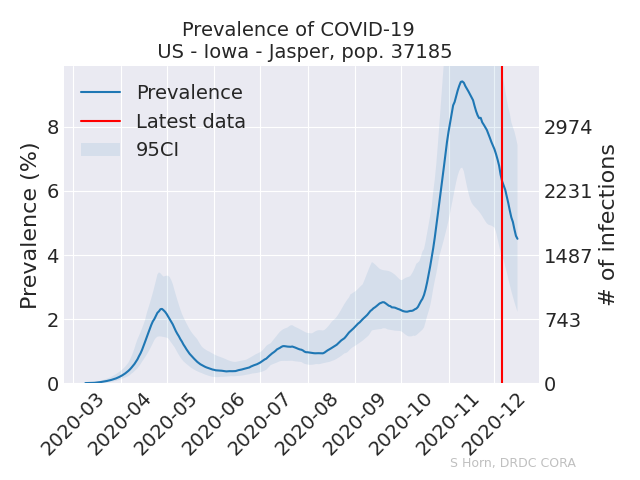 Prevalence of COVID-19
US - Iowa - Jasper, pop. 37185
Prevalence
Latest data
95CI
Prevalence (%)
8
6
4
2
0
2974
2231
1487
743
0
# of infections
2020-03
2020-04
2020-05
2020-06
2020-07
2020-08
2020-09
2020-10
2020-11
2020-12
S Horn, DRDC CORA